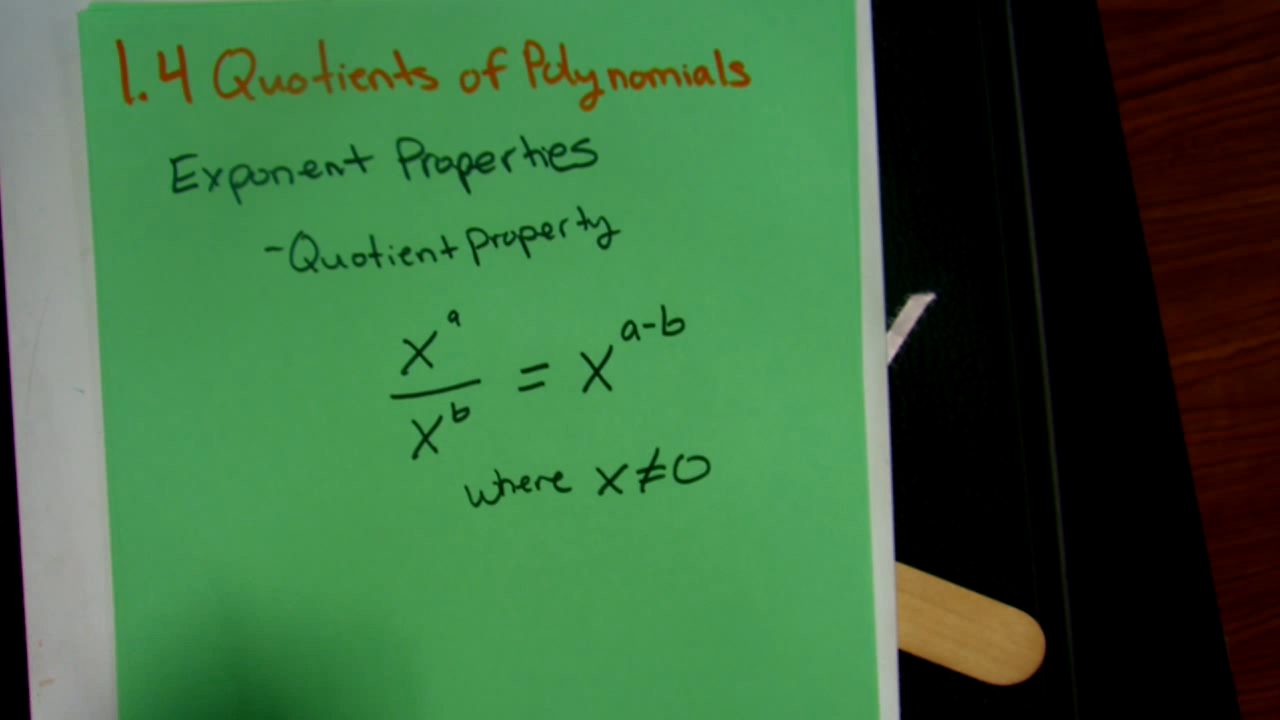 1.4 Quotients of Polynomials
Exponent Properties
-Quotient Property
x^a / x^b = x^(a-b)
where x≠0